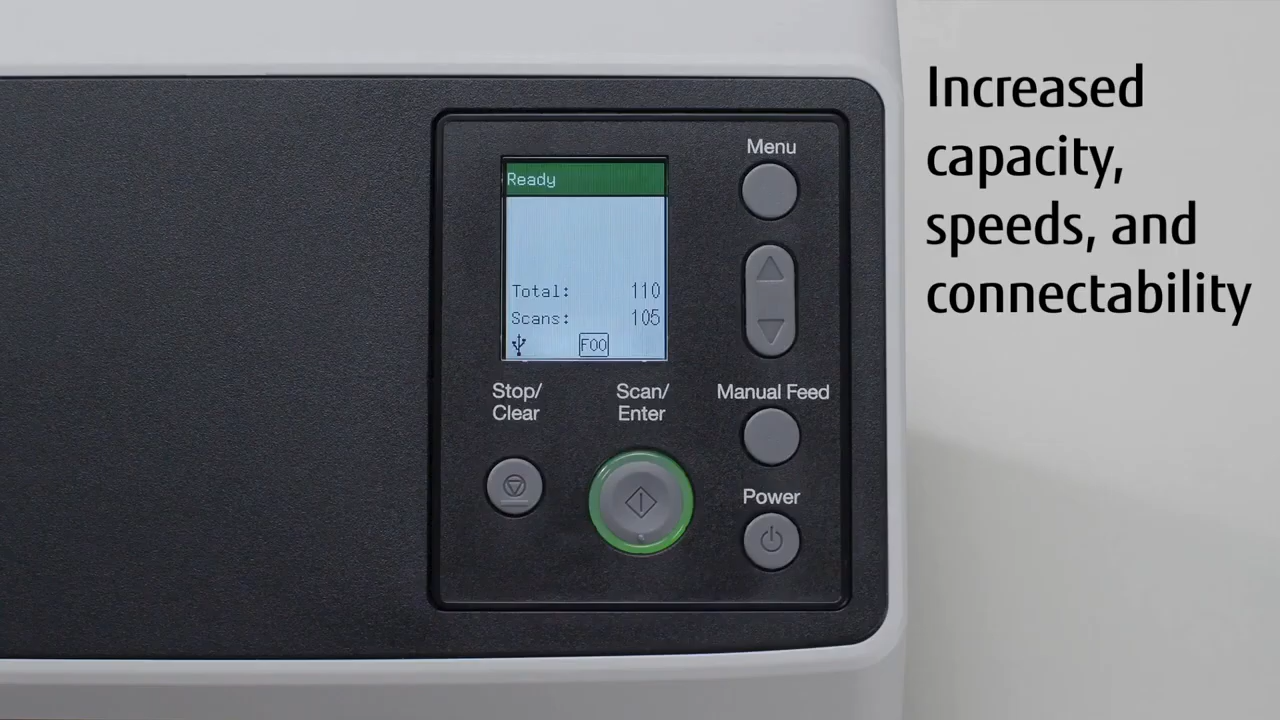 Increased
capacity,
speeds, and
connectability
Menu
Ready
Total: 110
Scans: 105
F00
Stop/
Clear
Scan/
Enter
Manual Feed
Power